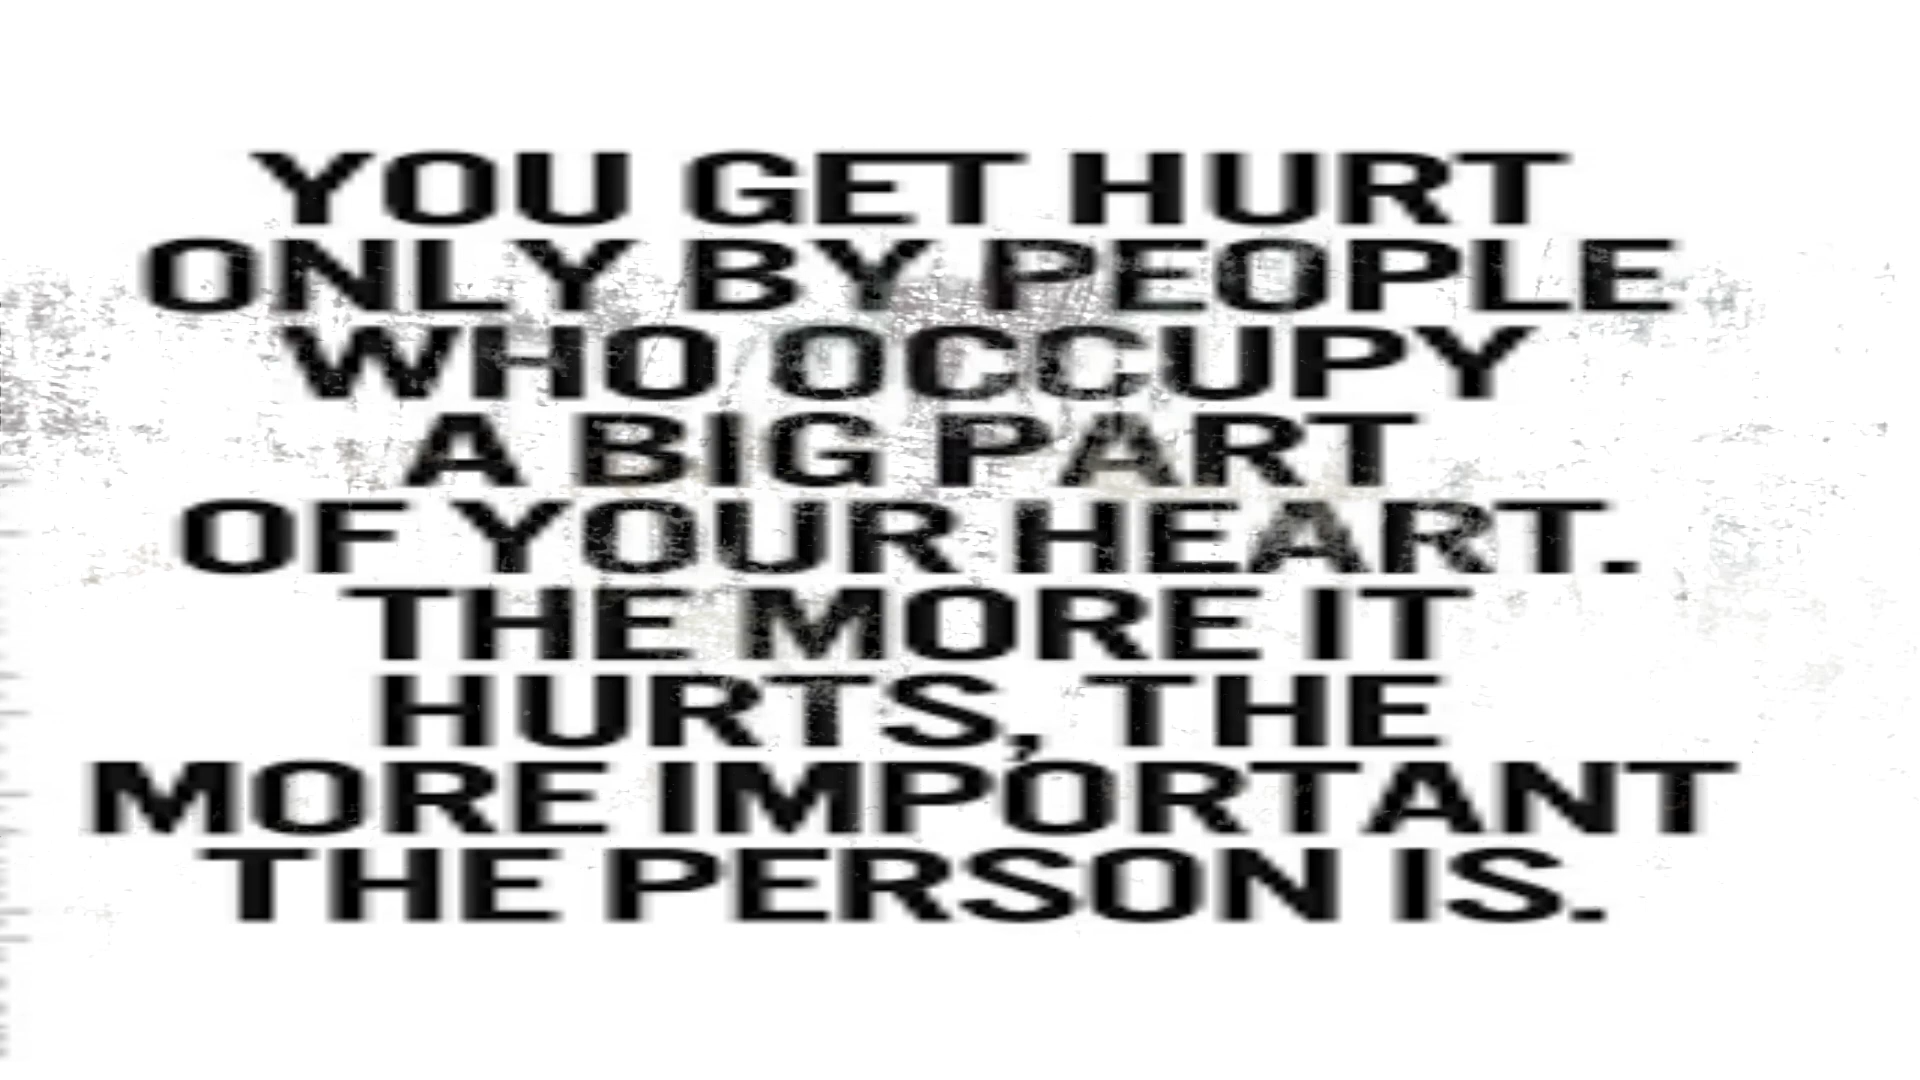 YOU GET HURT
ONLY BY PEOPLE
WHO OCCUPY
A BIG PART
OF YOUR HEART.
THE MORE IT
HURTS, THE
MORE IMPORTANT
THE PERSON IS.